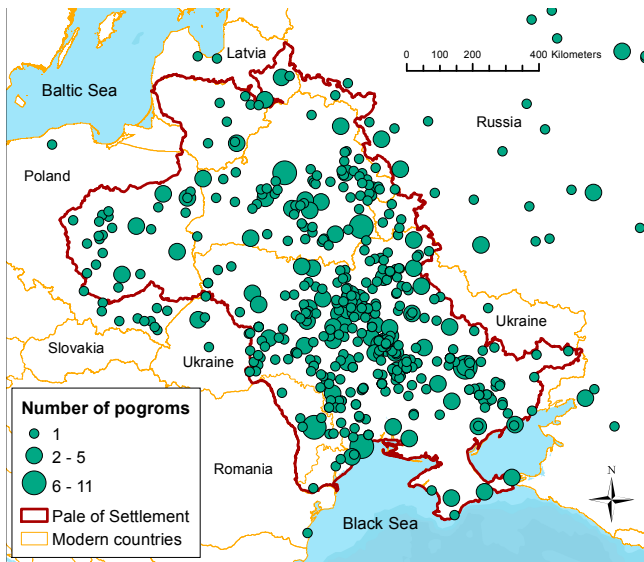 Latvia
Baltic Sea
0 100 200 400 Kilometers
Russia
Poland
Ukraine
Slovakia
Ukraine
Number of pogroms
1
2 - 5
6 - 11
Pale of Settlement
Modern countries
Romania
Black Sea
N